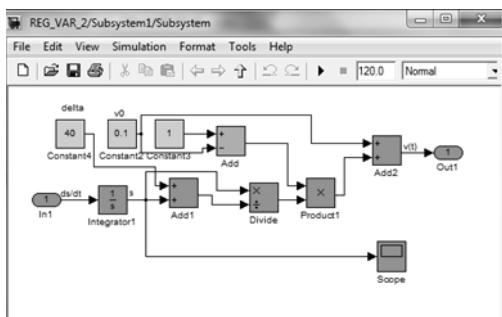 REG_VAR_2/Subsystem1/Subsystem
File Edit View Simulation Format Tools Help
120.0 Normal
delta
v0
40
0.1
1
+
−
Constant4
Constant2
Constant3
Add
+
+
v(t)
1
Add2
Out1
1
ds/dt
1
s
s
+
+
×
÷
×
In1
Integrator1
Add1
Divide
Product1
Scope